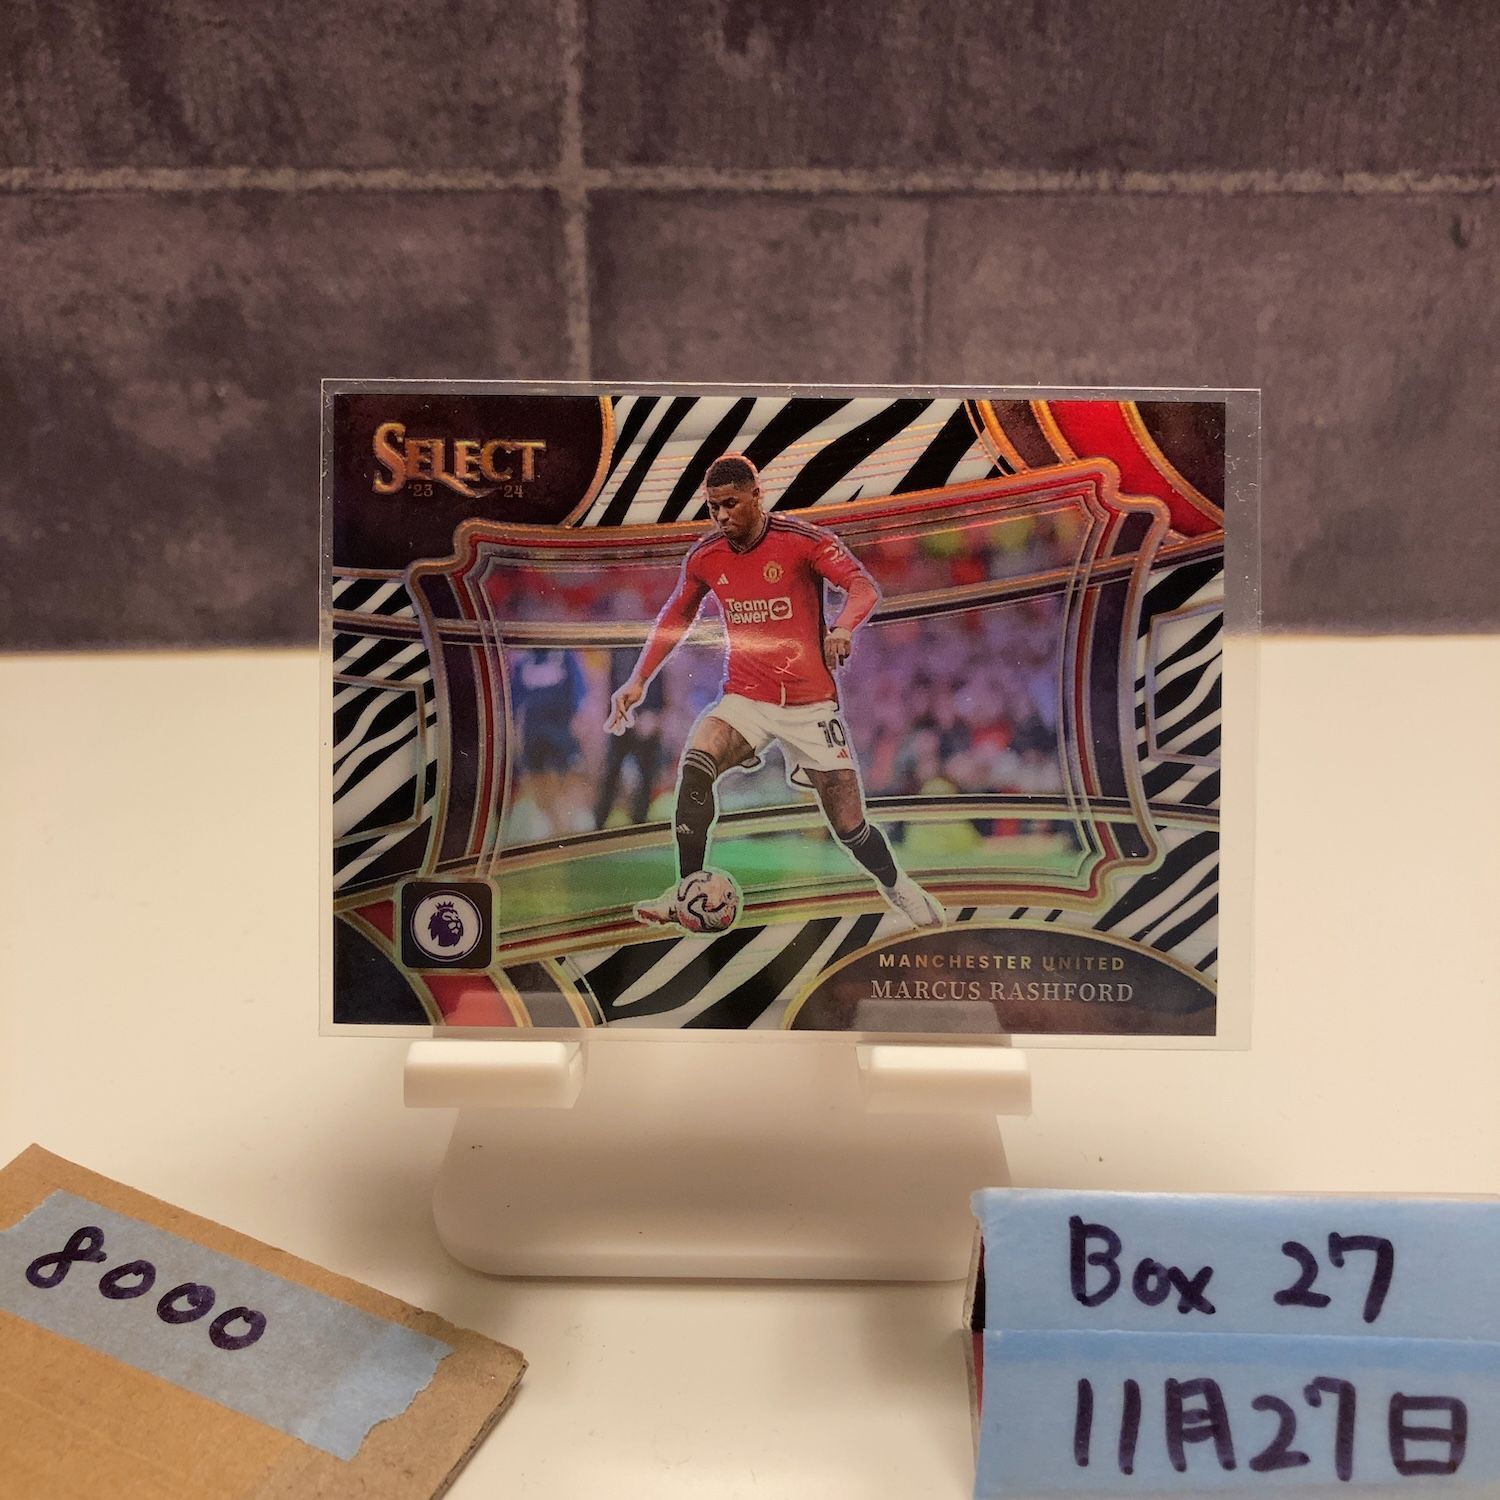 SELECT
'23 '24
Team
Viewer
10
MANCHESTER UNITED
MARCUS RASHFORD
8000
Box 27
11月27日